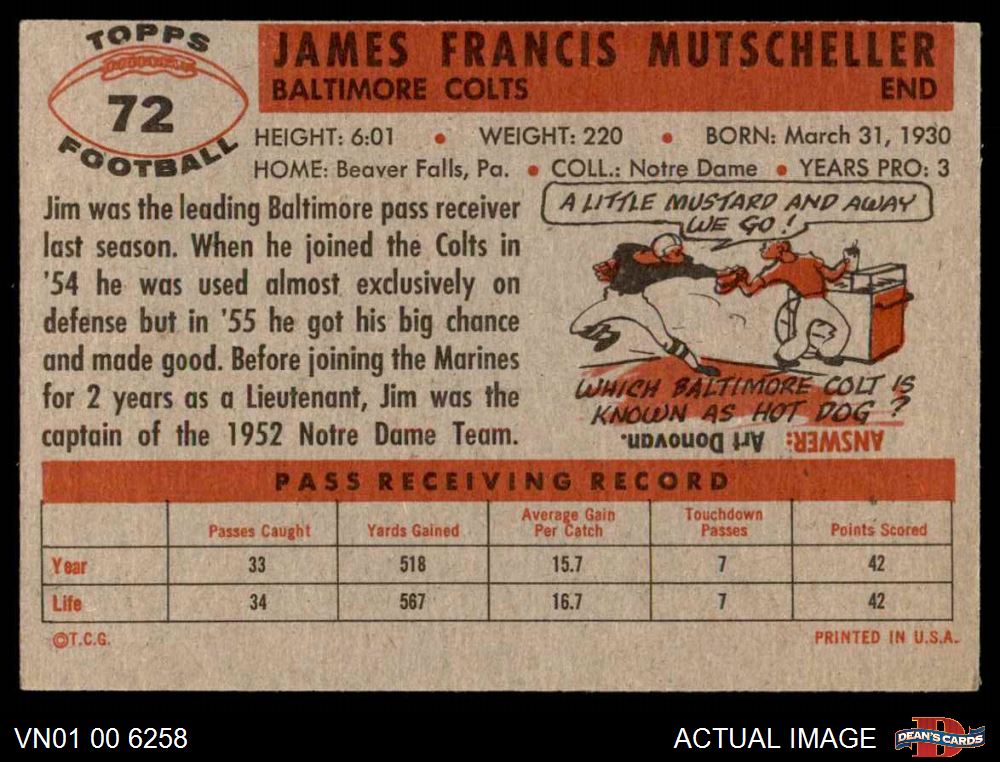 TOPPS
72
FOOTBALL
JAMES FRANCIS MUTSCHELLER
BALTIMORE COLTS END
HEIGHT: 6:01 • WEIGHT: 220 • BORN: March 31, 1930
HOME: Beaver Falls, Pa. • COLL.: Notre Dame • YEARS PRO: 3
Jim was the leading Baltimore pass receiver
last season. When he joined the Colts in
'54 he was used almost exclusively on
defense but in '55 he got his big chance
and made good. Before joining the Marines
for 2 years as a Lieutenant, Jim was the
captain of the 1952 Notre Dame Team.
A LITTLE MUSTARD AND AWAY
WE GO!
WHICH BALTIMORE COLT IS
KNOWN AS HOT DOG?
ANSWER: Art Donovan.
PASS RECEIVING RECORD
Passes Caught Yards Gained Average Gain Per Catch Touchdown Passes Points Scored
Year 33 518 15.7 7 42
Life 34 567 16.7 7 42
©T.C.G. PRINTED IN U.S.A.
VN01 00 6258 ACTUAL IMAGE D DEAN'S CARDS